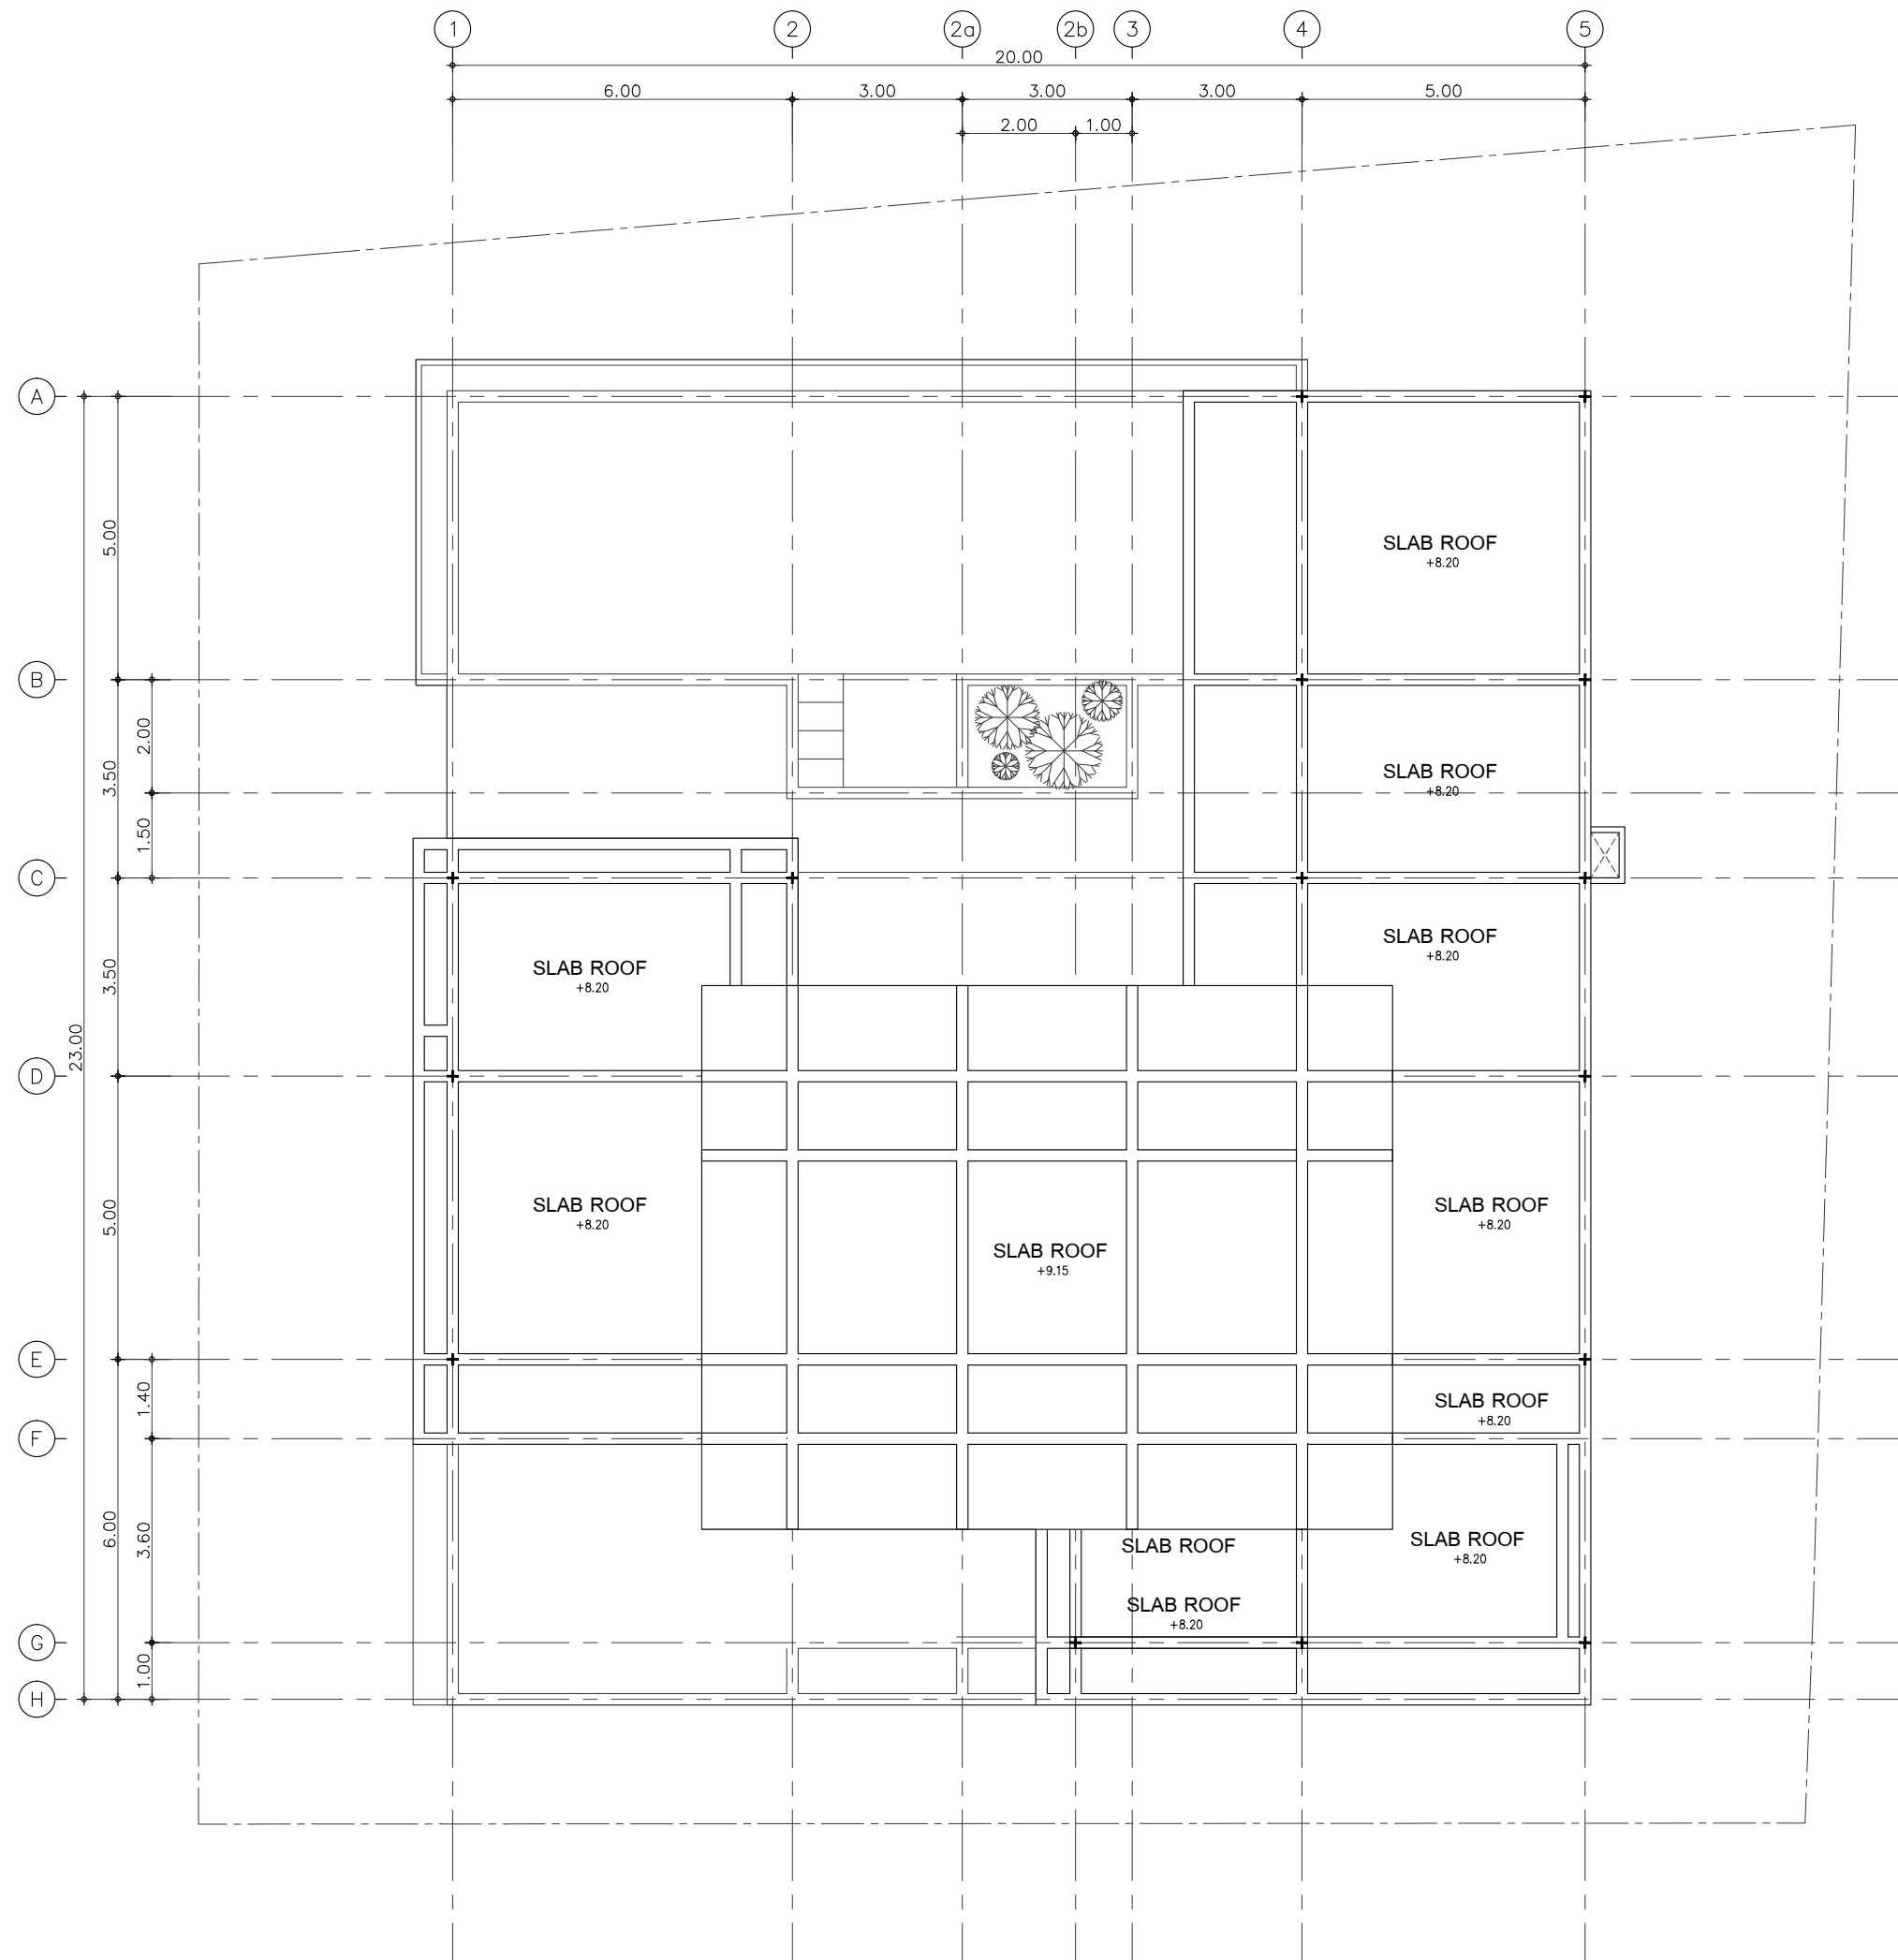 1
2
2a
2b
3
4
5
20.00
6.00
3.00
3.00
3.00
5.00
2.00
1.00
A
B
C
D
E
F
G
H
23.00
5.00
3.50
3.50
5.00
6.00
2.00
1.50
1.40
3.60
1.00
SLAB ROOF
+8.20
SLAB ROOF
+8.20
SLAB ROOF
+8.20
SLAB ROOF
+8.20
SLAB ROOF
+8.20
SLAB ROOF
+8.20
SLAB ROOF
+9.15
SLAB ROOF
+8.20
SLAB ROOF
+8.20
SLAB ROOF
SLAB ROOF
+8.20